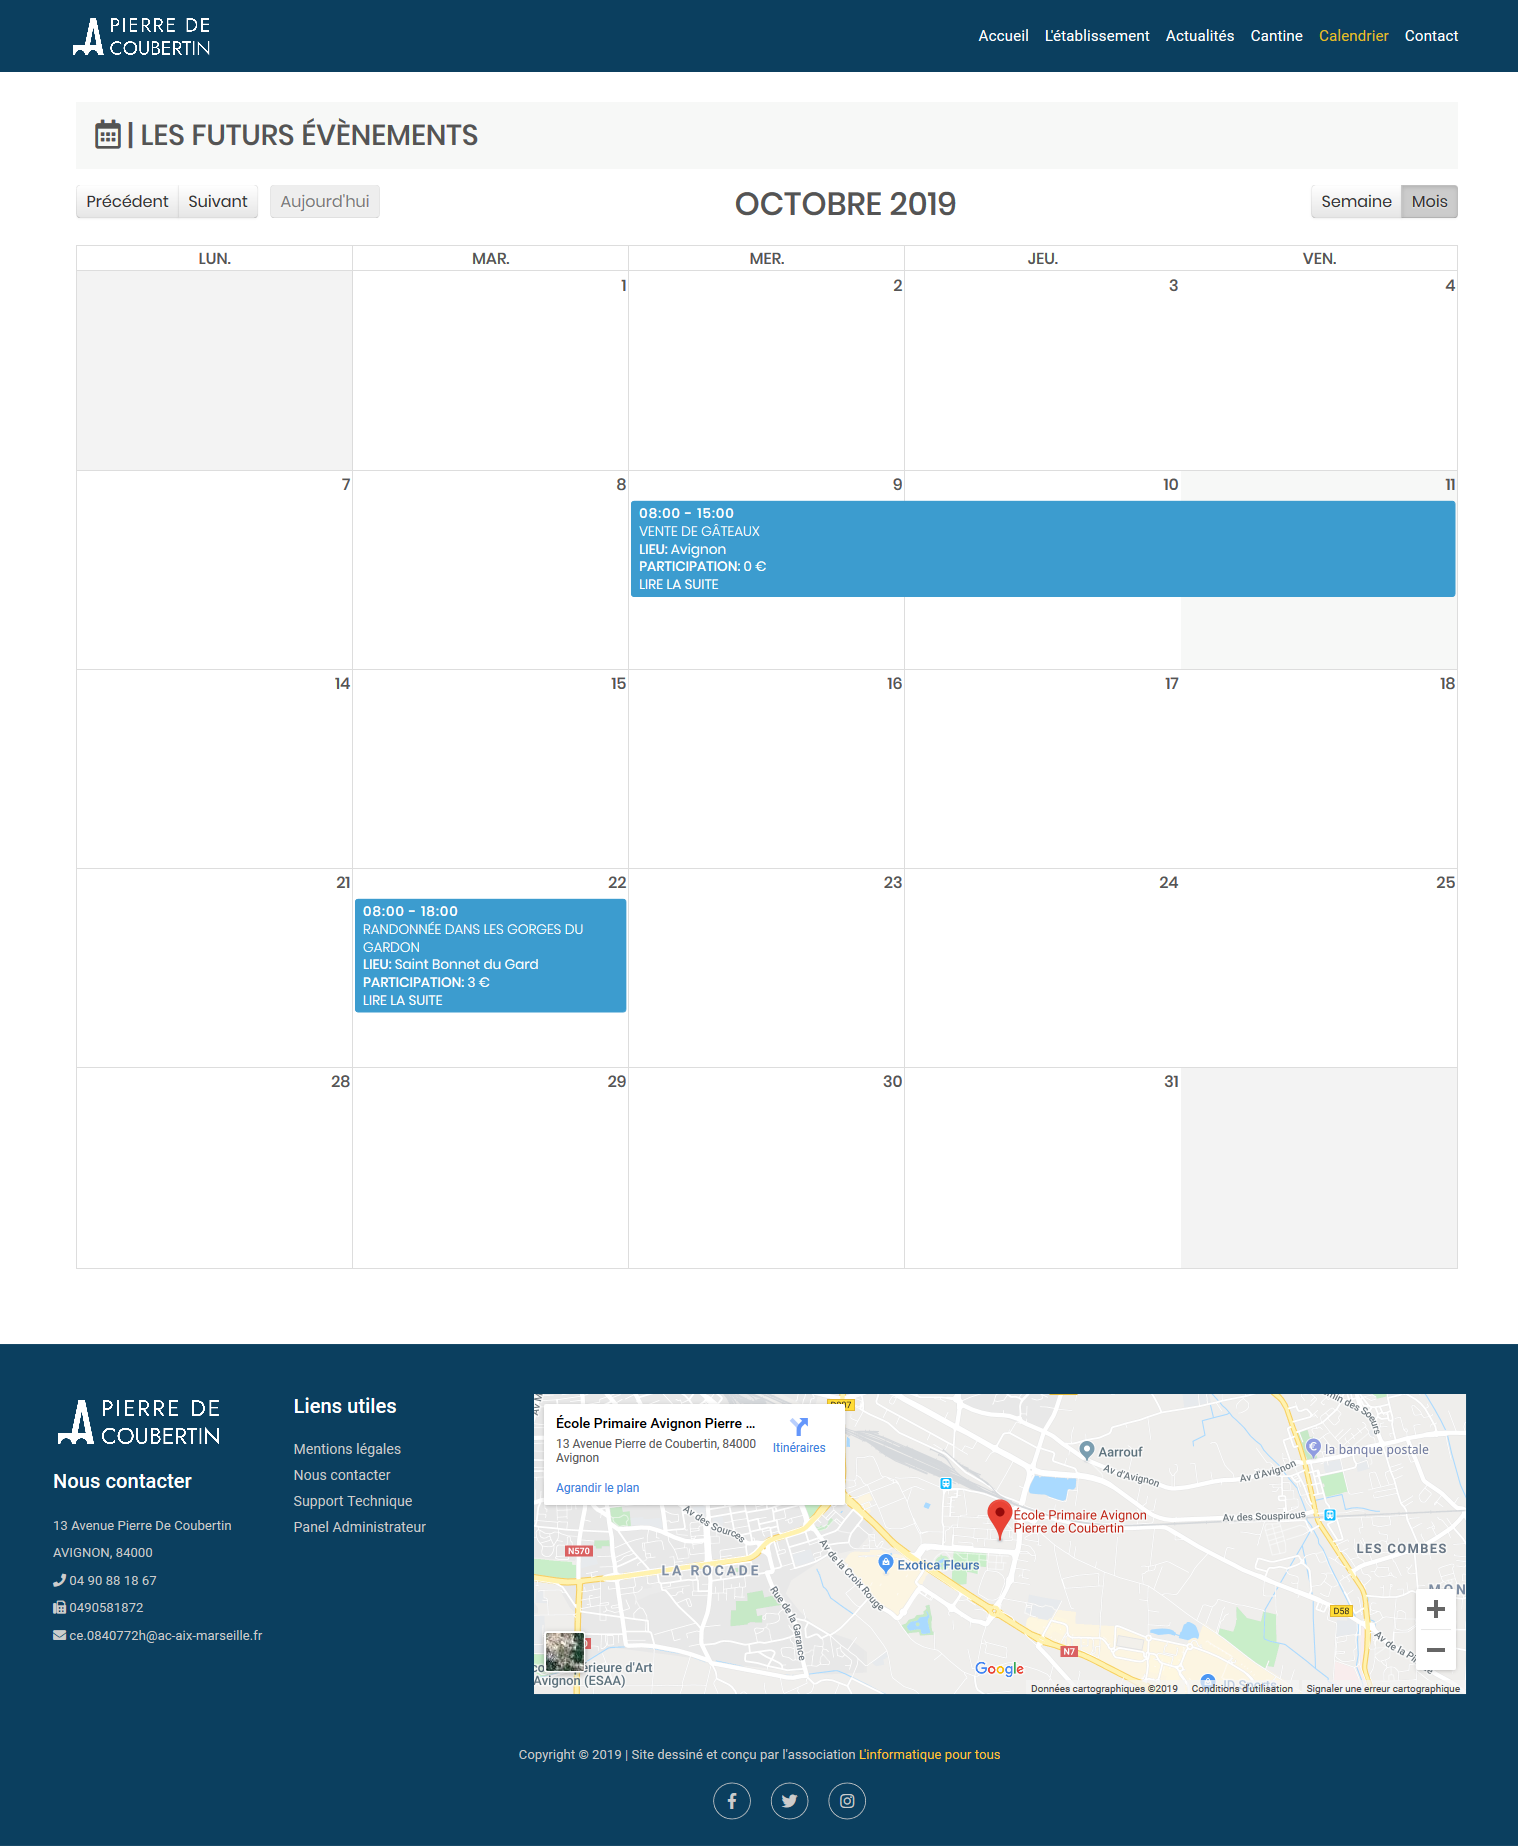 PIERRE DE
COUBERTIN
Accueil L'établissement Actualités Cantine Calendrier Contact
| LES FUTURS ÉVÈNEMENTS
Précédent Suivant Aujourd'hui
OCTOBRE 2019
Semaine Mois
LUN. MAR. MER. JEU. VEN.
1 2 3 4
7 8 9 10 11
08:00 - 15:00
VENTE DE GÂTEAUX
LIEU: Avignon
PARTICIPATION: 0 €
LIRE LA SUITE
14 15 16 17 18
21 22 23 24 25
08:00 - 18:00
RANDONNÉE DANS LES GORGES DU
GARDON
LIEU: Saint Bonnet du Gard
PARTICIPATION: 3 €
LIRE LA SUITE
28 29 30 31
PIERRE DE
COUBERTIN
Nous contacter
13 Avenue Pierre De Coubertin
AVIGNON, 84000
04 90 88 18 67
0490581872
ce.0840772h@ac-aix-marseille.fr
Liens utiles
Mentions légales
Nous contacter
Support Technique
Panel Administrateur
École Primaire Avignon Pierre ...
13 Avenue Pierre de Coubertin, 84000
Avignon
Itinéraires
Agrandir le plan
Aarrouf
la banque postale
Av d'Avignon
Av d'Avignon
École Primaire Avignon
Pierre de Coubertin
Av des Souspirous
Av des Sources
N570
LA ROCADE
Av de la Croix Rouge
Exotica Fleurs
LES COMBES
Rue de la Garance
D58
N7
érieure d'Art
Avignon (ESAA)
Google
JD Sports
Données cartographiques ©2019 Conditions d'utilisation Signaler une erreur cartographique
Copyright © 2019 | Site dessiné et conçu par l'association L'informatique pour tous